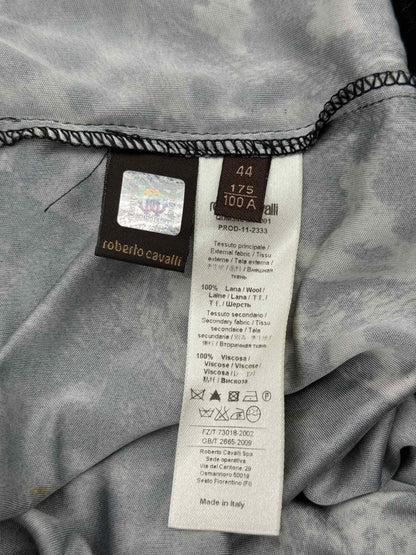 44
175
100 A
roberto cavalli
PROD-11-2333
Tessuto principale /
External fabric / Tissu
externe / Tela externa /
Внешняя
ткань
100% Lana / Wool /
Laine / Lana /
Шерсть
Tessuto secondario /
Secondary fabric / Tissu
secondaire / Tela
secundaria /
/ Вторичная ткань
100% Viscosa /
Viscose / Viscose /
Viscosa /
/ Вискоза
FZ/T 73018-2002
GB/T 2665-2009
Roberto Cavalli Spa
Sede operativa
Via del Cantone, 29
Osmannoro 50019
Sesto Fiorentino (FI)
Made in Italy